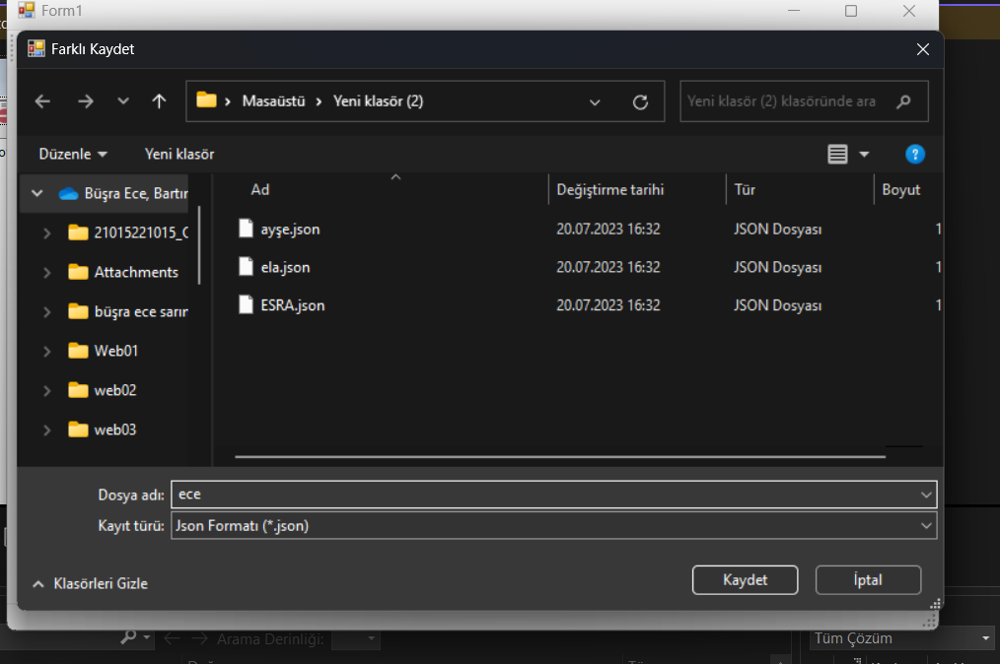 Form1
Farklı Kaydet
Masaüstü › Yeni klasör (2)
Yeni klasör (2) klasöründe ara
Düzenle
Yeni klasör
Büşra Ece, Bartır
21015221015_C
Attachments
büşra ece sarır
Web01
web02
web03
Ad Değiştirme tarihi Tür Boyut
ayşe.json 20.07.2023 16:32 JSON Dosyası 1
ela.json 20.07.2023 16:32 JSON Dosyası 1
ESRA.json 20.07.2023 16:32 JSON Dosyası 1
Dosya adı: ece
Kayıt türü: Json Formatı (*.json)
Klasörleri Gizle
Kaydet
İptal
Arama Derinliği:
Tüm Çözüm